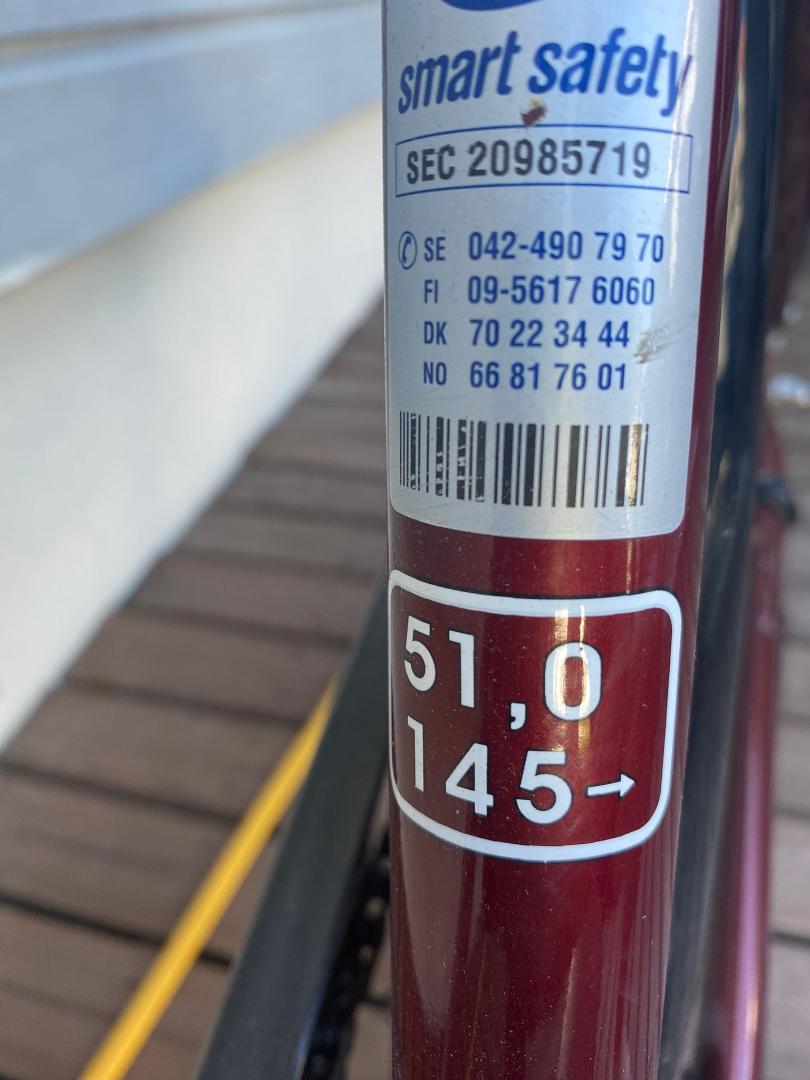 smart safety
SEC 20985719
SE 042-490 79 70
FI 09-5617 6060
DK 70 22 34 44
NO 66 81 76 01
51,0
145→